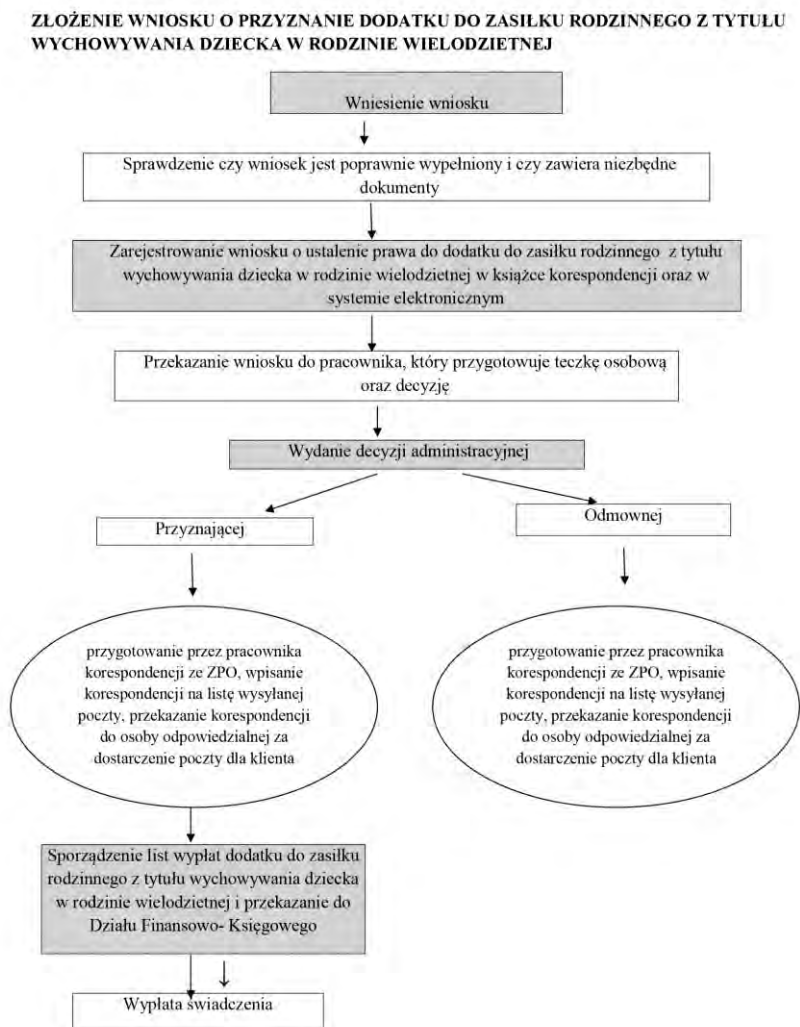 ZŁOŻENIE WNIOSKU O PRZYZNANIE DODATKU DO ZASIŁKU RODZINNEGO Z TYTUŁU
WYCHOWYWANIA DZIECKA W RODZINIE WIELODZIETNEJ
Wniesienie wniosku
Sprawdzenie czy wniosek jest poprawnie wypełniony i czy zawiera niezbędne
dokumenty
Zarejestrowanie wniosku o ustalenie prawa do dodatku do zasiłku rodzinnego z tytułu
wychowywania dziecka w rodzinie wielodzietnej w książce korespondencji oraz w
systemie elektronicznym
Przekazanie wniosku do pracownika, który przygotowuje teczkę osobową
oraz decyzję
Wydanie decyzji administracyjnej
Przyznającej
Odmownej
przygotowanie przez pracownika
korespondencji ze ZPO, wpisanie
korespondencji na listę wysyłanej
poczty, przekazanie korespondencji
do osoby odpowiedzialnej za
dostarczenie poczty dla klienta
przygotowanie przez pracownika
korespondencji ze ZPO, wpisanie
korespondencji na listę wysyłanej
poczty, przekazanie korespondencji
do osoby odpowiedzialnej za
dostarczenie poczty dla klienta
Sporządzenie list wypłat dodatku do zasiłku
rodzinnego z tytułu wychowywania dziecka
w rodzinie wielodzietnej i przekazanie do
Działu Finansowo- Księgowego
Wypłata świadczenia